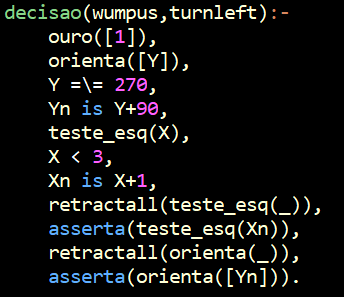 decisao(wumpus,turnleft):-
    ouro([1]),
    orienta([Y]),
    Y =\= 270,
    Yn is Y+90,
    teste_esq(X),
    X < 3,
    Xn is X+1,
    retractall(teste_esq(_)),
    asserta(teste_esq(Xn)),
    retractall(orienta(_)),
    asserta(orienta([Yn])).